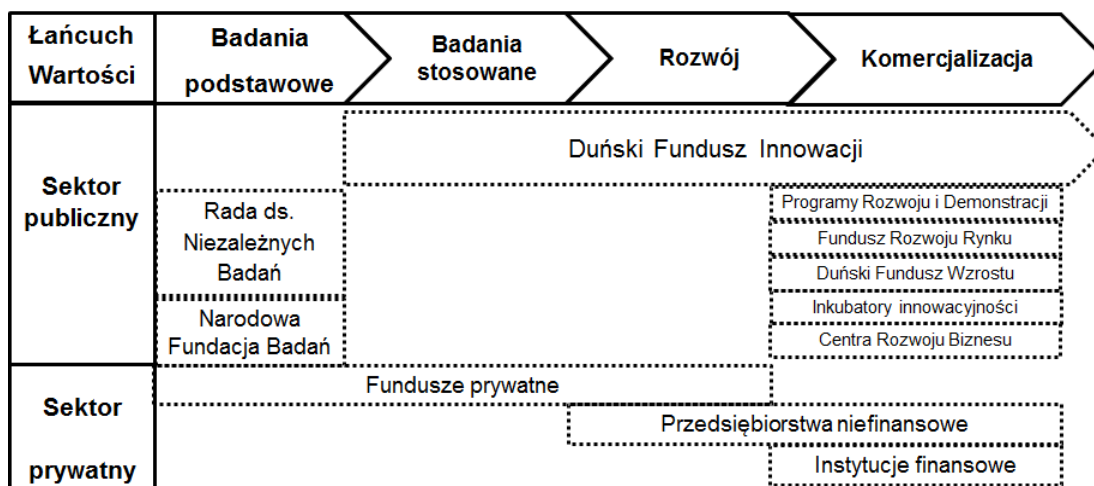 Łańcuch
Wartości
Badania
podstawowe
Badania
stosowane
Rozwój
Komercjalizacja
Sektor
publiczny
Duński Fundusz Innowacji
Rada ds.
Niezależnych
Badań
Narodowa
Fundacja Badań
Programy Rozwoju i Demonstracji
Fundusz Rozwoju Rynku
Duński Fundusz Wzrostu
Inkubatory innowacyjności
Centra Rozwoju Biznesu
Sektor
prywatny
Fundusze prywatne
Przedsiębiorstwa niefinansowe
Instytucje finansowe